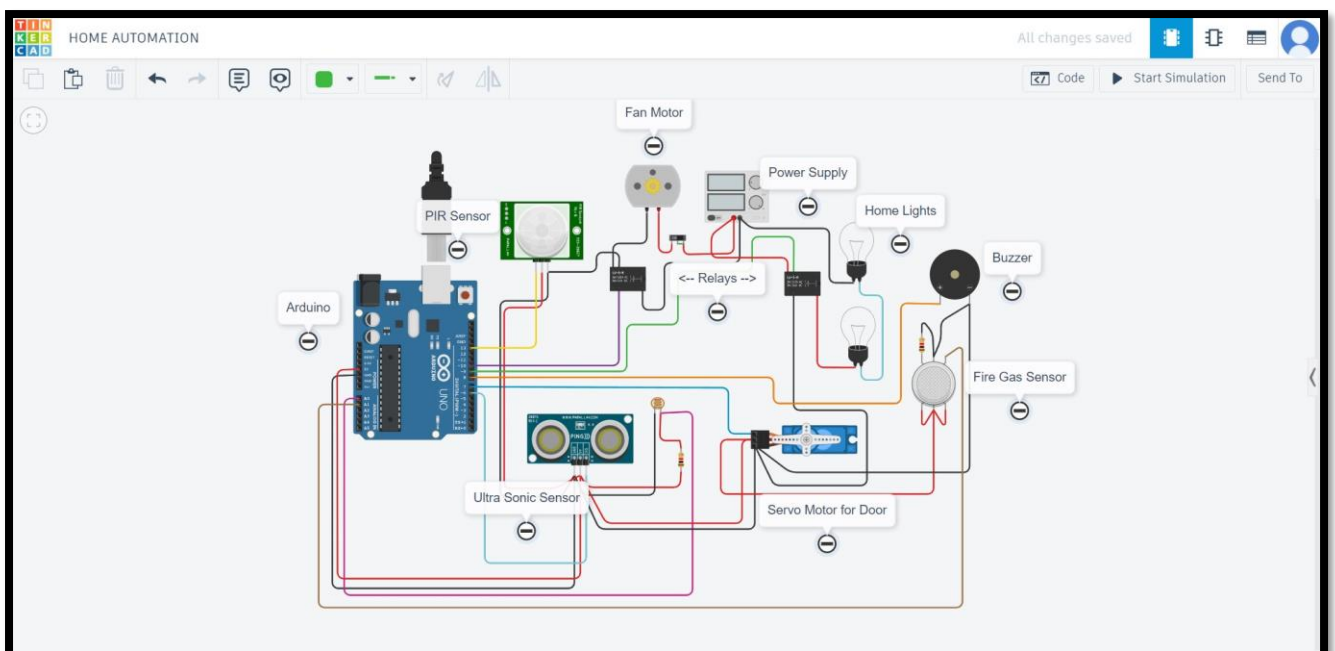 TIN
KER
CAD
HOME AUTOMATION
All changes saved
Code
Start Simulation
Send To
Fan Motor
Power Supply
PIR Sensor
Home Lights
Buzzer
<-- Relays -->
Arduino
UNO
Fire Gas Sensor
PING)))
Ultra Sonic Sensor
Servo Motor for Door